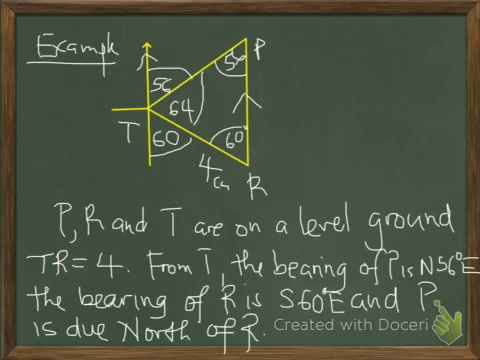 Example
P
56
56
64
T
60
60°
4cm
R
P, R and T are on a level ground
TR = 4. From T, the bearing of P is N56°E
the bearing of R is S60°E and P
is due North of R.
Created with Doceri